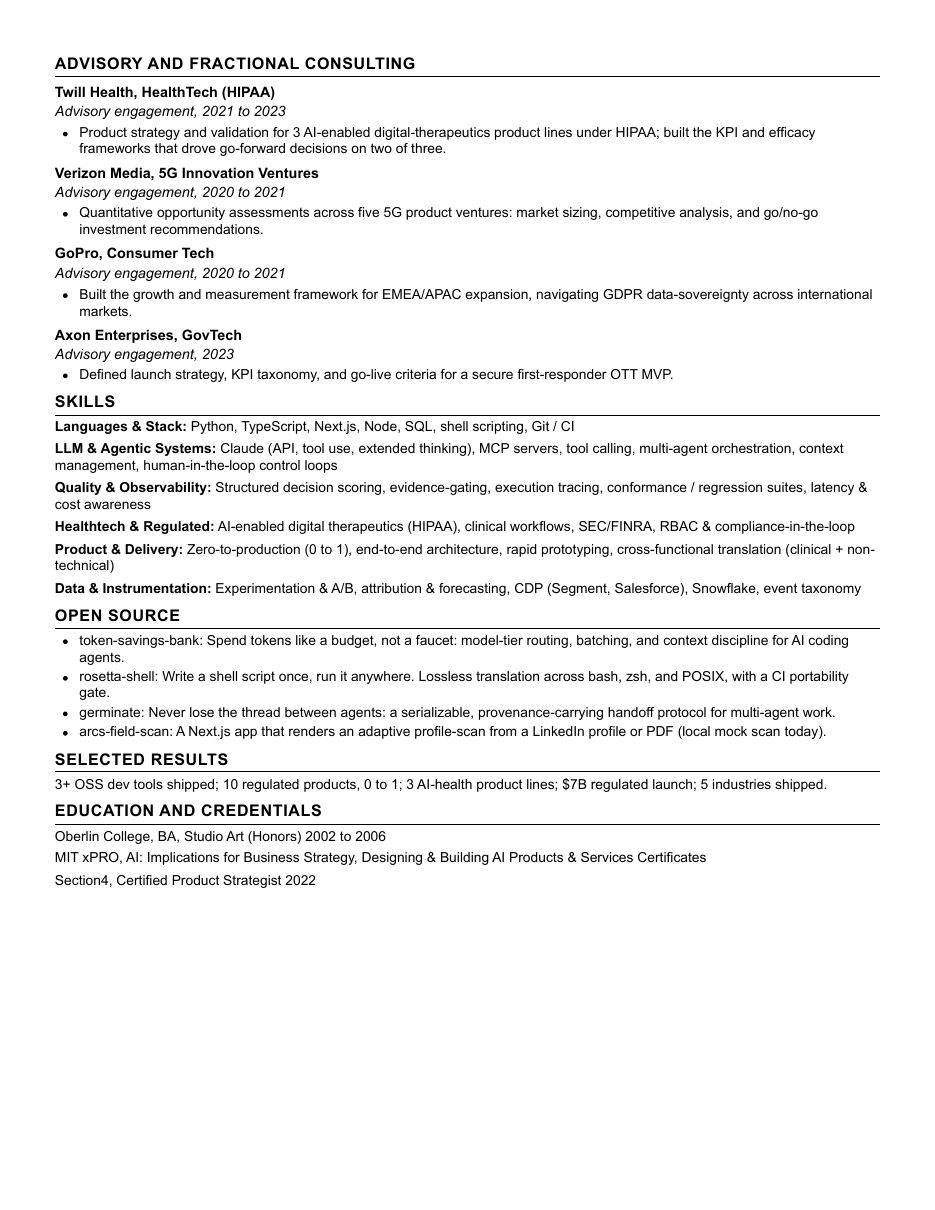 ADVISORY AND FRACTIONAL CONSULTING
Twill Health, HealthTech (HIPAA)
Advisory engagement, 2021 to 2023
• Product strategy and validation for 3 AI-enabled digital-therapeutics product lines under HIPAA; built the KPI and efficacy
frameworks that drove go-forward decisions on two of three.
Verizon Media, 5G Innovation Ventures
Advisory engagement, 2020 to 2021
• Quantitative opportunity assessments across five 5G product ventures: market sizing, competitive analysis, and go/no-go
investment recommendations.
GoPro, Consumer Tech
Advisory engagement, 2020 to 2021
• Built the growth and measurement framework for EMEA/APAC expansion, navigating GDPR data-sovereignty across international
markets.
Axon Enterprises, GovTech
Advisory engagement, 2023
• Defined launch strategy, KPI taxonomy, and go-live criteria for a secure first-responder OTT MVP.
SKILLS
Languages & Stack: Python, TypeScript, Next.js, Node, SQL, shell scripting, Git / CI
LLM & Agentic Systems: Claude (API, tool use, extended thinking), MCP servers, tool calling, multi-agent orchestration, context
management, human-in-the-loop control loops
Quality & Observability: Structured decision scoring, evidence-gating, execution tracing, conformance / regression suites, latency &
cost awareness
Healthtech & Regulated: AI-enabled digital therapeutics (HIPAA), clinical workflows, SEC/FINRA, RBAC & compliance-in-the-loop
Product & Delivery: Zero-to-production (0 to 1), end-to-end architecture, rapid prototyping, cross-functional translation (clinical + non-
technical)
Data & Instrumentation: Experimentation & A/B, attribution & forecasting, CDP (Segment, Salesforce), Snowflake, event taxonomy
OPEN SOURCE
• token-savings-bank: Spend tokens like a budget, not a faucet: model-tier routing, batching, and context discipline for AI coding
agents.
• rosetta-shell: Write a shell script once, run it anywhere. Lossless translation across bash, zsh, and POSIX, with a CI portability
gate.
• germinate: Never lose the thread between agents: a serializable, provenance-carrying handoff protocol for multi-agent work.
• arcs-field-scan: A Next.js app that renders an adaptive profile-scan from a LinkedIn profile or PDF (local mock scan today).
SELECTED RESULTS
3+ OSS dev tools shipped; 10 regulated products, 0 to 1; 3 AI-health product lines; $7B regulated launch; 5 industries shipped.
EDUCATION AND CREDENTIALS
Oberlin College, BA, Studio Art (Honors) 2002 to 2006
MIT xPRO, AI: Implications for Business Strategy, Designing & Building AI Products & Services Certificates
Section4, Certified Product Strategist 2022